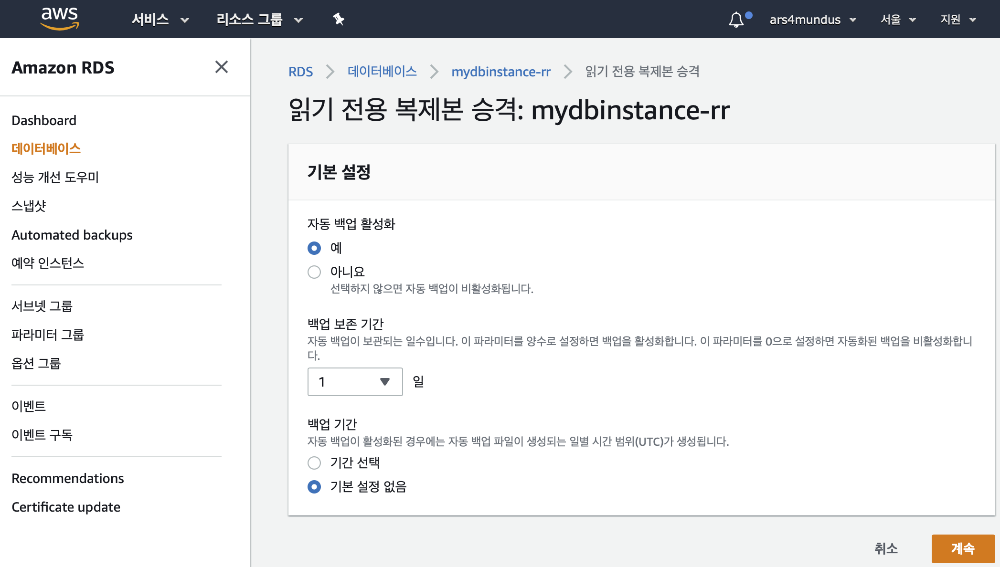 aws 서비스 리소스 그룹 ars4mundus 서울 지원
Amazon RDS
Dashboard
데이터베이스
성능 개선 도우미
스냅샷
Automated backups
예약 인스턴스
서브넷 그룹
파라미터 그룹
옵션 그룹
이벤트
이벤트 구독
Recommendations
Certificate update
RDS 데이터베이스 mydbinstance-rr 읽기 전용 복제본 승격
읽기 전용 복제본 승격: mydbinstance-rr
기본 설정
자동 백업 활성화
예
아니요
선택하지 않으면 자동 백업이 비활성화됩니다.
백업 보존 기간
자동 백업이 보관되는 일수입니다. 이 파라미터를 양수로 설정하면 백업을 활성화합니다. 이 파라미터를 0으로 설정하면 자동화된 백업을 비활성화합니
다.
1 일
백업 기간
자동 백업이 활성화된 경우에는 자동 백업 파일이 생성되는 일별 시간 범위(UTC)가 생성됩니다.
기간 선택
기본 설정 없음
취소 계속